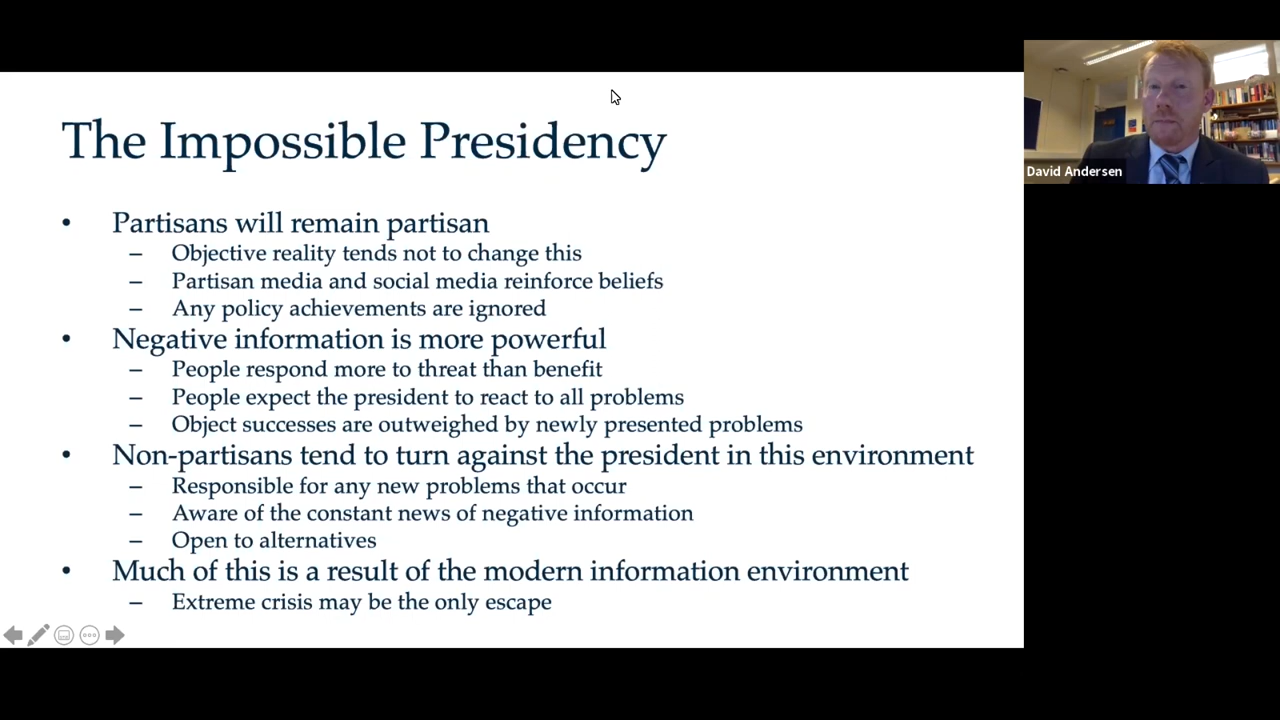 The Impossible Presidency
• Partisans will remain partisan
– Objective reality tends not to change this
– Partisan media and social media reinforce beliefs
– Any policy achievements are ignored
• Negative information is more powerful
– People respond more to threat than benefit
– People expect the president to react to all problems
– Object successes are outweighed by newly presented problems
• Non-partisans tend to turn against the president in this environment
– Responsible for any new problems that occur
– Aware of the constant news of negative information
– Open to alternatives
• Much of this is a result of the modern information environment
– Extreme crisis may be the only escape
David Andersen